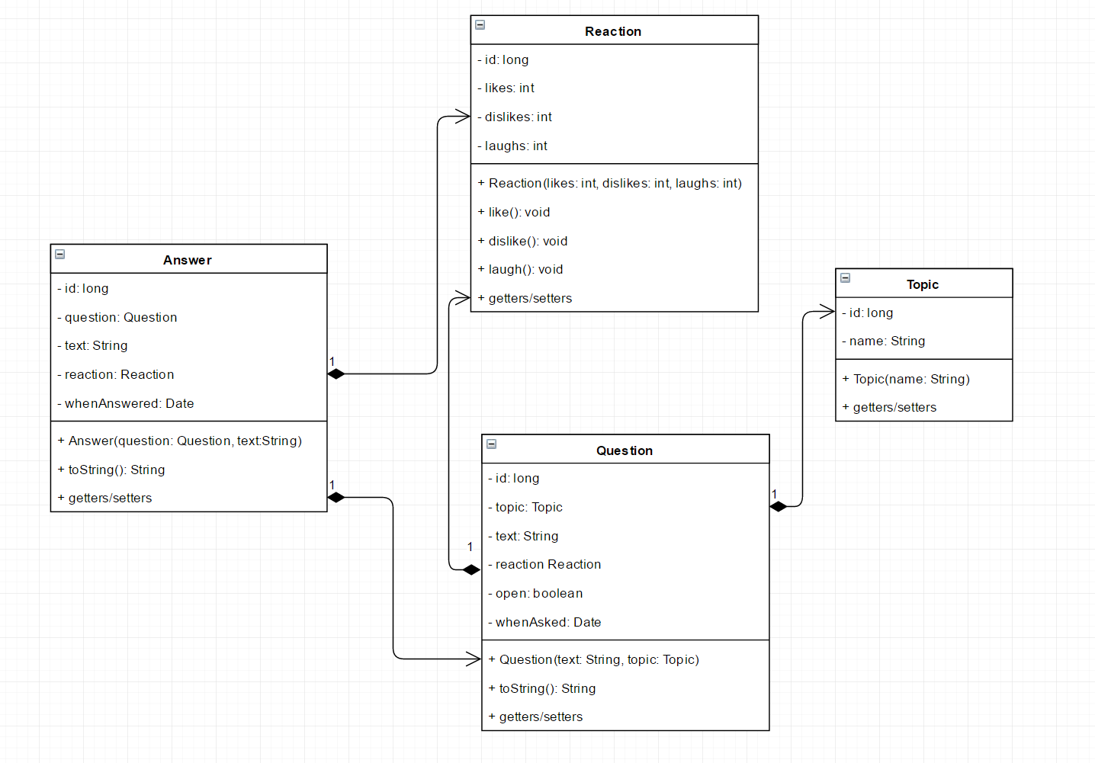 Reaction
- id: long
- likes: int
- dislikes: int
- laughs: int
+ Reaction(likes: int, dislikes: int, laughs: int)
+ like(): void
+ dislike(): void
+ laugh(): void
+ getters/setters
Answer
- id: long
- question: Question
- text: String
- reaction: Reaction
- whenAnswered: Date
+ Answer(question: Question, text:String)
+ toString(): String
+ getters/setters
1
1
Topic
- id: long
- name: String
+ Topic(name: String)
+ getters/setters
Question
- id: long
- topic: Topic
- text: String
- reaction Reaction
- open: boolean
- whenAsked: Date
+ Question(text: String, topic: Topic)
+ toString(): String
+ getters/setters
1
1